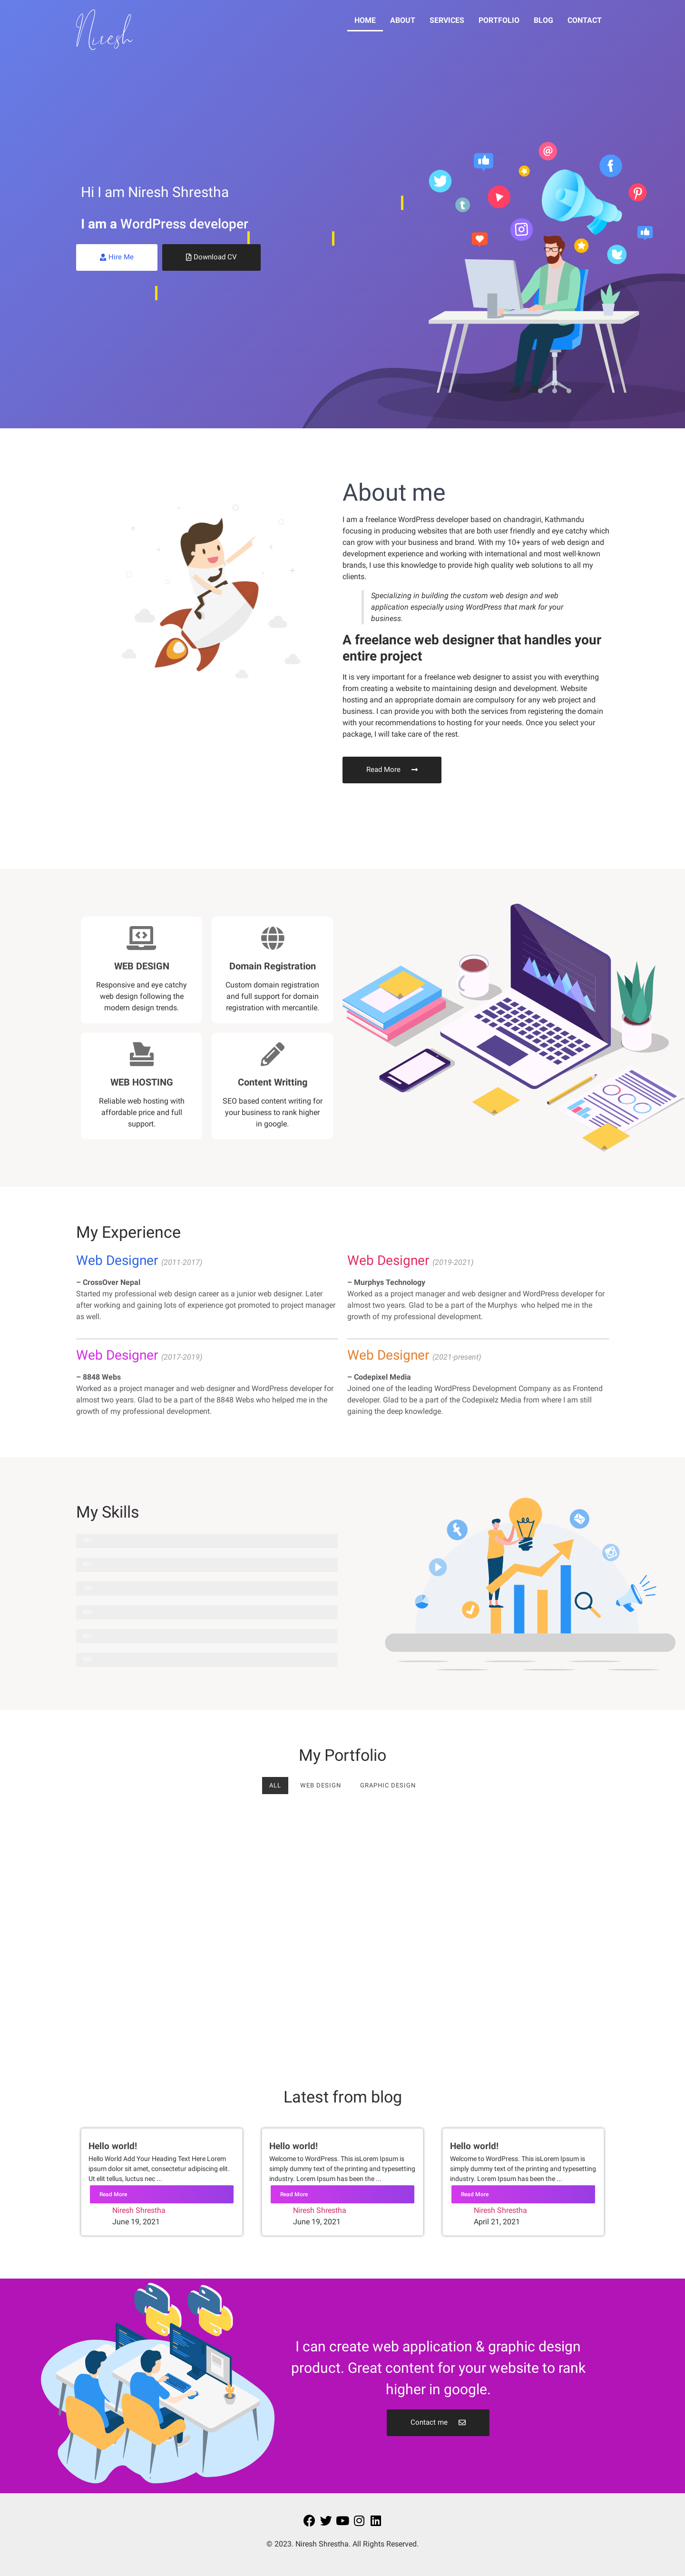 Niresh
HOME ABOUT SERVICES PORTFOLIO BLOG CONTACT
Hi I am Niresh Shrestha
I am a WordPress developer
Hire Me
Download CV
About me
I am a freelance WordPress developer based on chandragiri, Kathmandu
focusing in producing websites that are both user friendly and eye catchy which
can grow with your business and brand. With my 10+ years of web design and
development experience and working with international and most well-known
brands, I use this knowledge to provide high quality web solutions to all my
clients.
Specializing in building the custom web design and web
application especially using WordPress that mark for your
business.
A freelance web designer that handles your
entire project
It is very important for a freelance web designer to assist you with everything
from creating a website to maintaining design and development. Website
hosting and an appropriate domain are compulsory for any web project and
business. I can provide you with both the services from registering the domain
with your recommendations to hosting for your needs. Once you select your
package, I will take care of the rest.
Read More
WEB DESIGN
Responsive and eye catchy
web design following the
modern design trends.
Domain Registration
Custom domain registration
and full support for domain
registration with mercantile.
WEB HOSTING
Reliable web hosting with
affordable price and full
support.
Content Writting
SEO based content writing for
your business to rank higher
in google.
My Experience
Web Designer (2011-2017)
– CrossOver Nepal
Started my professional web design career as a junior web designer. Later
after working and gaining lots of experience got promoted to project manager
as well.
Web Designer (2019-2021)
– Murphys Technology
Worked as a project manager and web designer and WordPress developer for
almost two years. Glad to be a part of the Murphys who helped me in the
growth of my professional development.
Web Designer (2017-2019)
– 8848 Webs
Worked as a project manager and web designer and WordPress developer for
almost two years. Glad to be a part of the 8848 Webs who helped me in the
growth of my professional development.
Web Designer (2021-present)
– Codepixel Media
Joined one of the leading WordPress Development Company as as Frontend
developer. Glad to be a part of the Codepixelz Media from where I am still
gaining the deep knowledge.
My Skills
My Portfolio
ALL WEB DESIGN GRAPHIC DESIGN
Latest from blog
Hello world!
Hello World Add Your Heading Text Here Lorem
ipsum dolor sit amet, consectetur adipiscing elit.
Ut elit tellus, luctus nec ...
Read More
Niresh Shrestha
June 19, 2021
Hello world!
Welcome to WordPress. This isLorem Ipsum is
simply dummy text of the printing and typesetting
industry. Lorem Ipsum has been the ...
Read More
Niresh Shrestha
June 19, 2021
Hello world!
Welcome to WordPress. This isLorem Ipsum is
simply dummy text of the printing and typesetting
industry. Lorem Ipsum has been the ...
Read More
Niresh Shrestha
April 21, 2021
I can create web application & graphic design
product. Great content for your website to rank
higher in google.
Contact me
© 2023. Niresh Shrestha. All Rights Reserved.